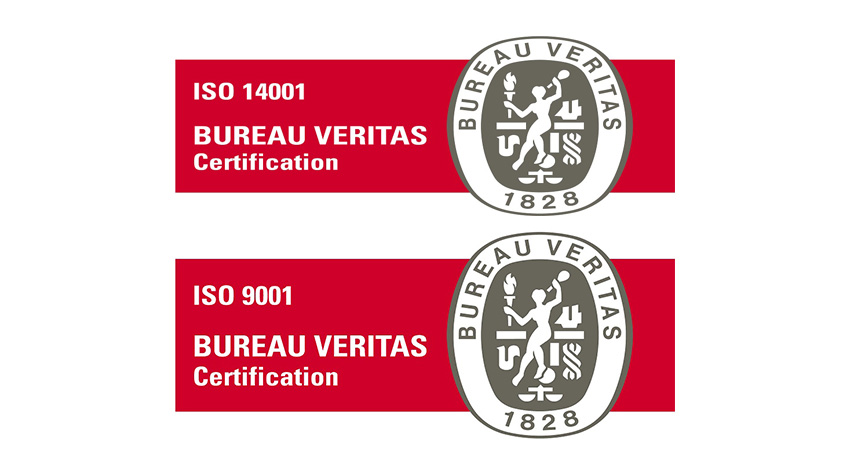 ISO 14001
BUREAU VERITAS
Certification
BUREAU VERITAS
1828
ISO 9001
BUREAU VERITAS
Certification
BUREAU VERITAS
1828